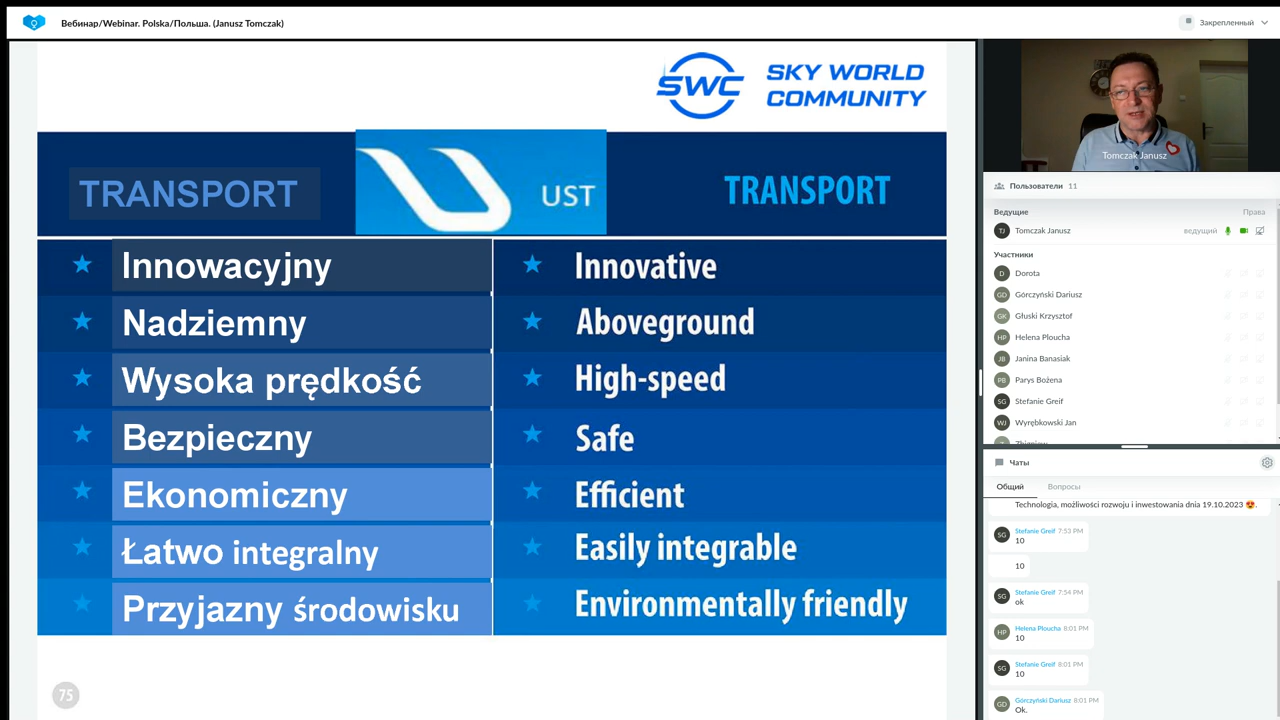 Вебинар/Webinar. Polska/Польша. (Janusz Tomczak)
Закрепленный
SWC
SKY WORLD
COMMUNITY
TRANSPORT
UST
TRANSPORT
Innowacyjny
Innovative
Nadziemny
Aboveground
Wysoka prędkość
High-speed
Bezpieczny
Safe
Ekonomiczny
Efficient
Łatwo integralny
Easily integrable
Przyjazny środowisku
Environmentally friendly
75
Tomczak Janusz
Пользователи 11
Ведущие Права
TJ Tomczak Janusz ведущий
Участники
D Dorota
GD Górczyński Dariusz
GK Głuski Krzysztof
HP Helena Ploucha
JB Janina Banasiak
PB Parys Bożena
SG Stefanie Greif
WJ Wyrębkowski Jan
Чаты
Общий Вопросы
Technologia, możliwości rozwoju i inwestowania dnia 19.10.2023 😍.
SG Stefanie Greif 7:53 PM
10
10
SG Stefanie Greif 7:54 PM
ok
HP Helena Ploucha 8:01 PM
10
SG Stefanie Greif 8:01 PM
10
GD Górczyński Dariusz 8:01 PM
Ok.